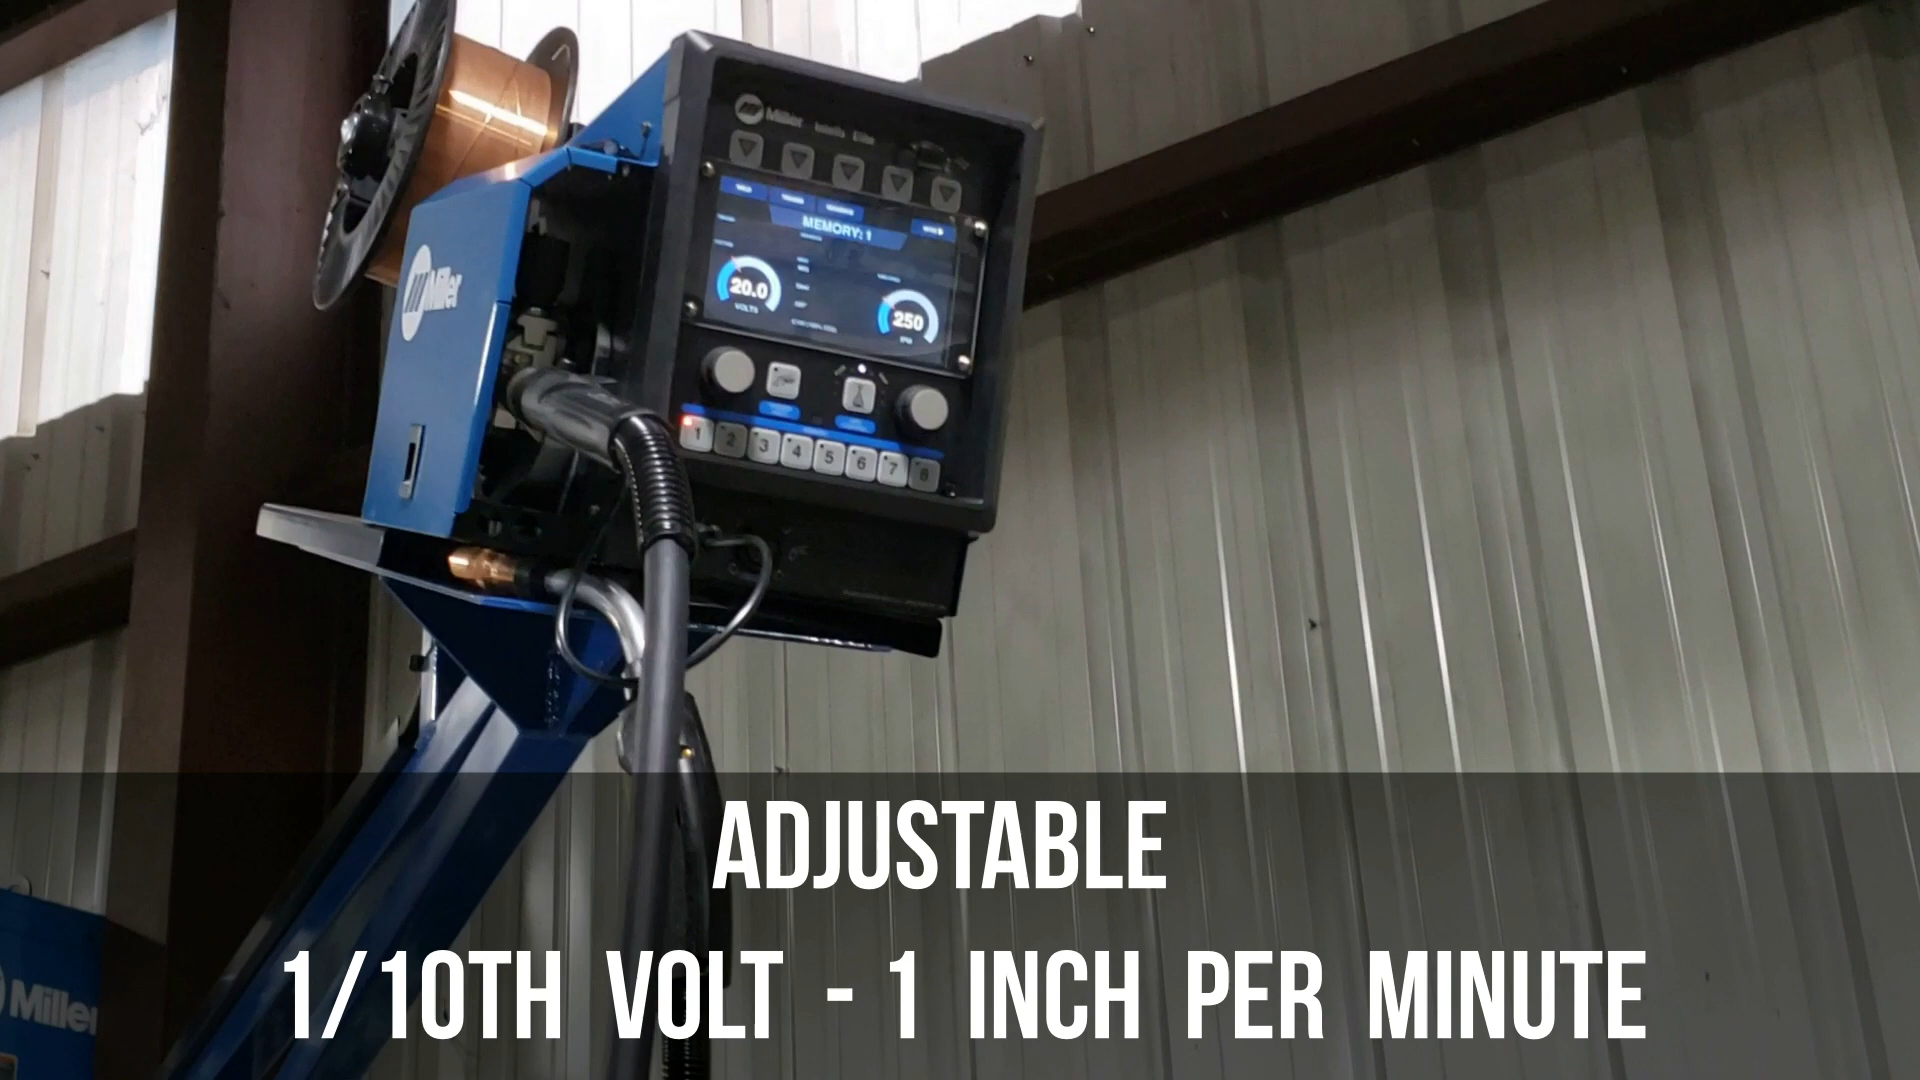 Miller
MEMORY: 1
20.0
VOLTS
250
IPM
Miller
1 2 3 4 5 6 7 8
Miller
ADJUSTABLE
1/10TH VOLT - 1 INCH PER MINUTE